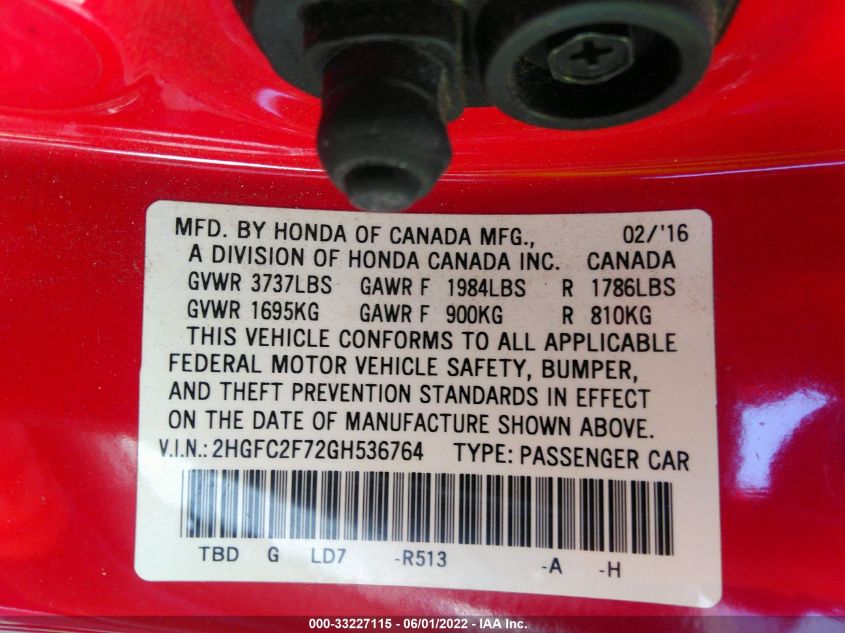 MFD. BY HONDA OF CANADA MFG., 02/'16
A DIVISION OF HONDA CANADA INC. CANADA
GVWR 3737LBS GAWR F 1984LBS R 1786LBS
GVWR 1695KG GAWR F 900KG R 810KG
THIS VEHICLE CONFORMS TO ALL APPLICABLE
FEDERAL MOTOR VEHICLE SAFETY, BUMPER,
AND THEFT PREVENTION STANDARDS IN EFFECT
ON THE DATE OF MANUFACTURE SHOWN ABOVE.
V.I.N.: 2HGFC2F72GH536764 TYPE: PASSENGER CAR
TBD G LD7 -R513 -A -H
000-33227115 - 06/01/2022 - IAA Inc.